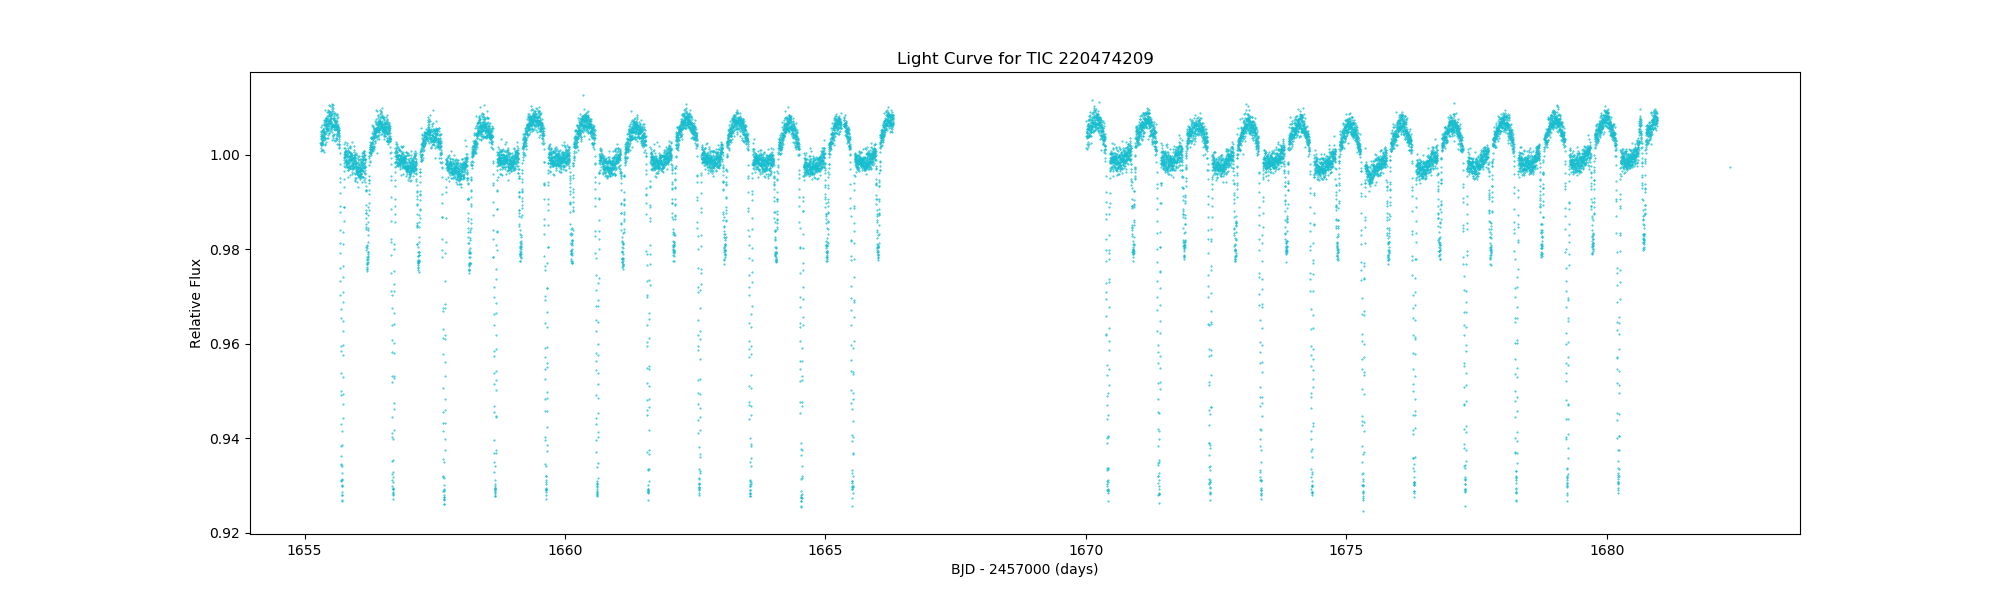 Light Curve for TIC 220474209
Relative Flux
1.00
0.98
0.96
0.94
0.92
1655 1660 1665 1670 1675 1680
BJD - 2457000 (days)